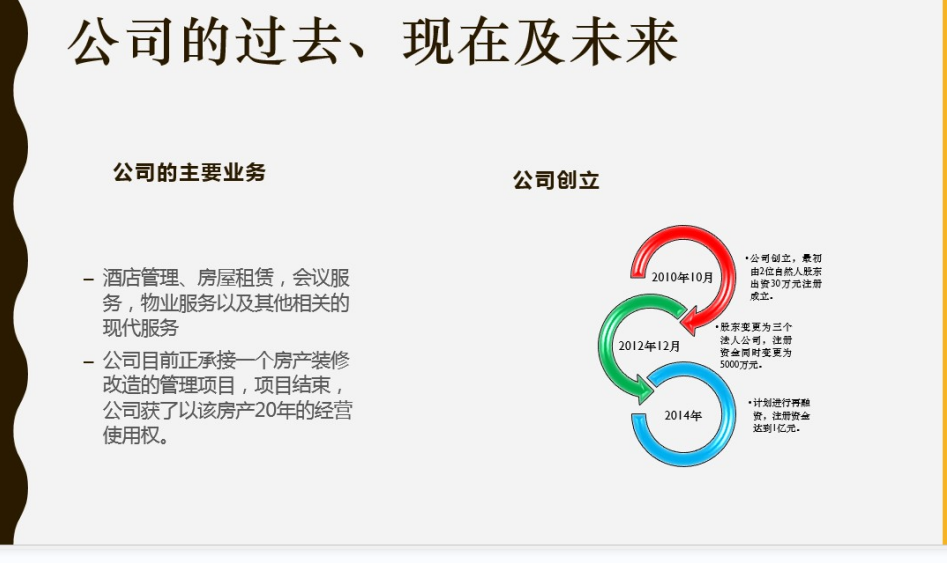 公司的过去、现在及未来
公司的主要业务
– 酒店管理、房屋租赁，会议服
务，物业服务以及其他相关的
现代服务
– 公司目前正承接一个房产装修
改造的管理项目，项目结束，
公司获了以该房产20年的经营
使用权。
公司创立
2010年10月
•公司创立，最初
由2位自然人股东
出资30万元注册
成立。
2012年12月
•股东变更为三个
法人公司，注册
资金同时变更为
5000万元。
2014年
•计划进行再融
资，注册资金
达到1亿元。